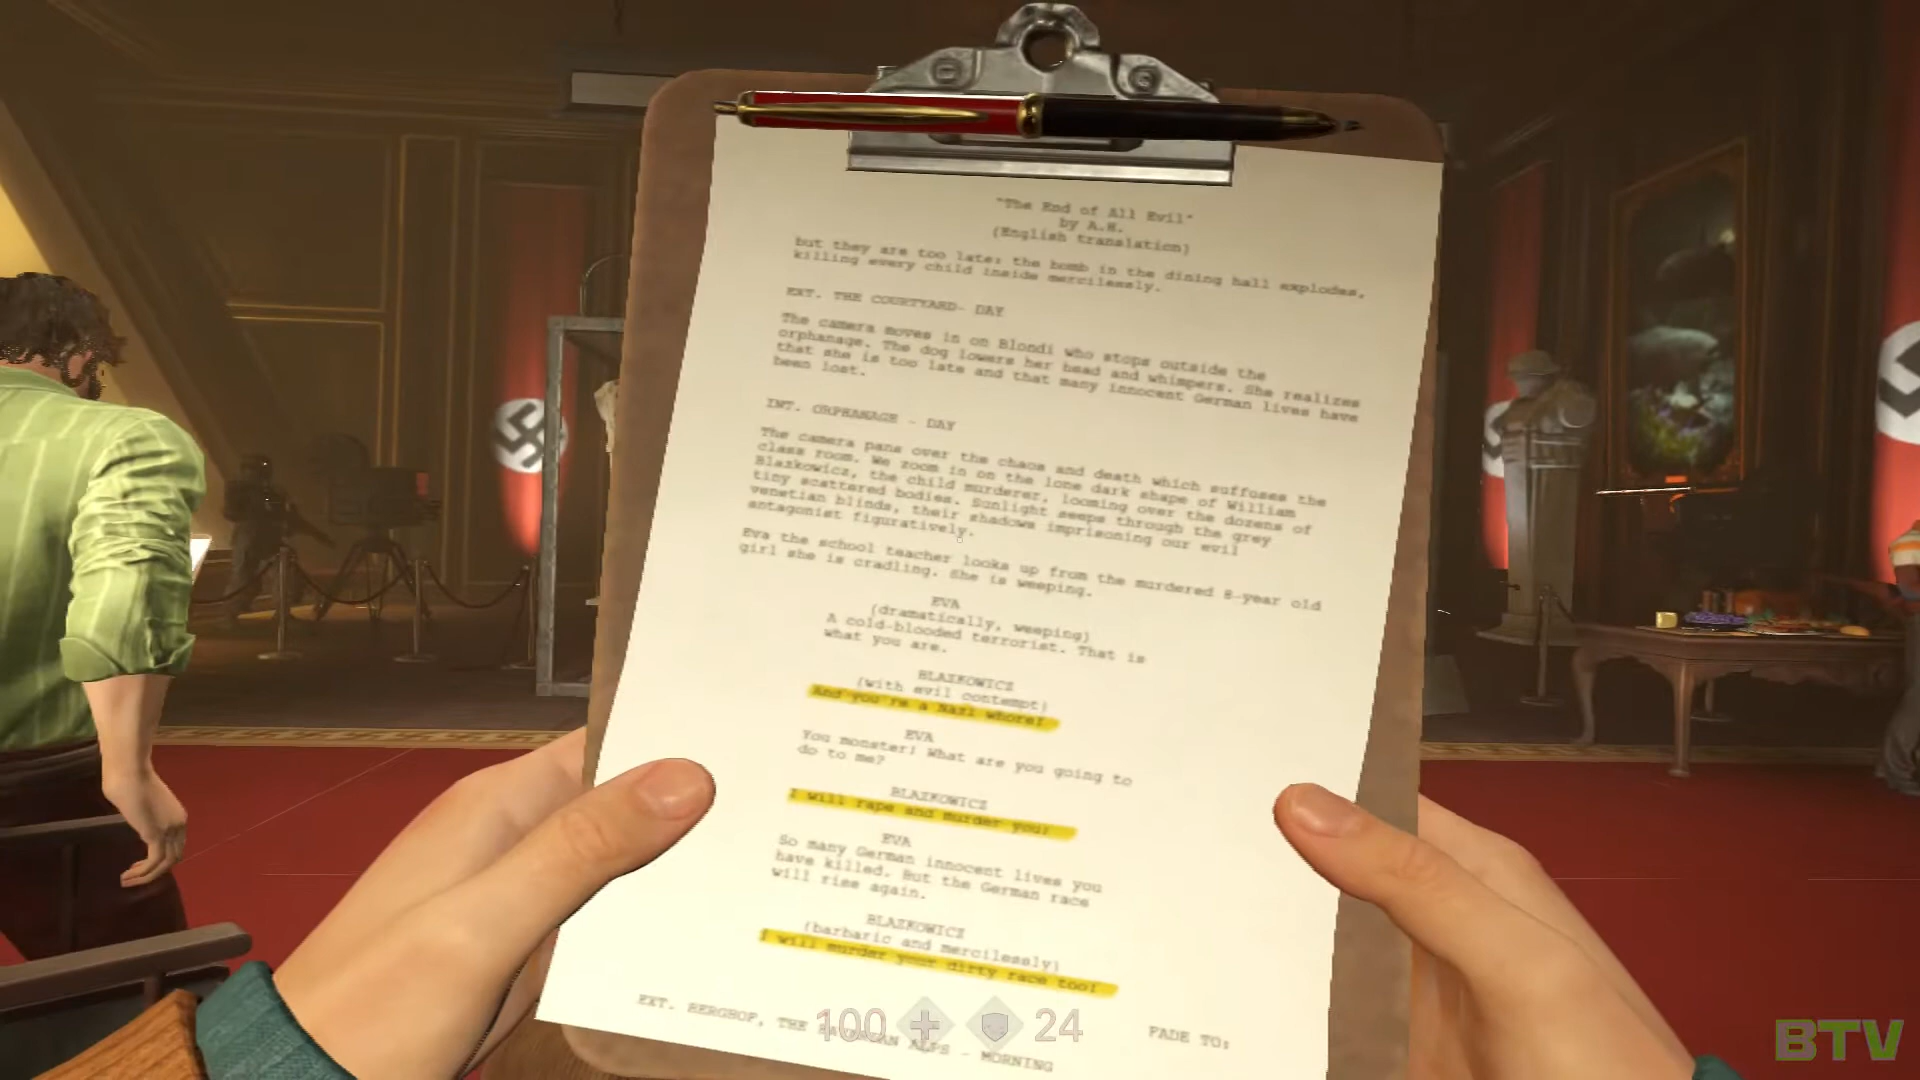 "The End of All Evil"
by A.H.
(English translation)
but they are too late: the bomb in the dining hall explodes,
killing every child inside mercilessly.
EXT. THE COURTYARD- DAY
The camera moves in on Blondi who stops outside the
orphanage. The dog lowers her head and whimpers. She realizes
that she is too late and that many innocent German lives have
been lost.
INT. ORPHANAGE - DAY
The camera pans over the chaos and death which suffoses the
class room. We zoom in on the lone dark shape of William
Blazkowicz, the child murderer, looming over the dozens of
tiny scattered bodies. Sunlight seeps through the grey
venetian blinds, their shadows imprisoning our evil
antagonist figuratively.
Eva the school teacher looks up from the murdered 8-year old
girl she is cradling. She is weeping.
EVA
(dramatically, weeping)
A cold-blooded terrorist. That is
what you are.
BLAZKOWICZ
(with evil contempt)
And you're a Nazi whore!
EVA
You monster! What are you going to
do to me?
BLAZKOWICZ
I will rape and murder you!
EVA
So many German innocent lives you
have killed. But the German race
will rise again.
BLAZKOWICZ
(barbaric and mercilessly)
I will murder your dirty race too!
FADE TO:
EXT. BERGHOF, THE BAVARIAN ALPS - MORNING
100 24
BTV